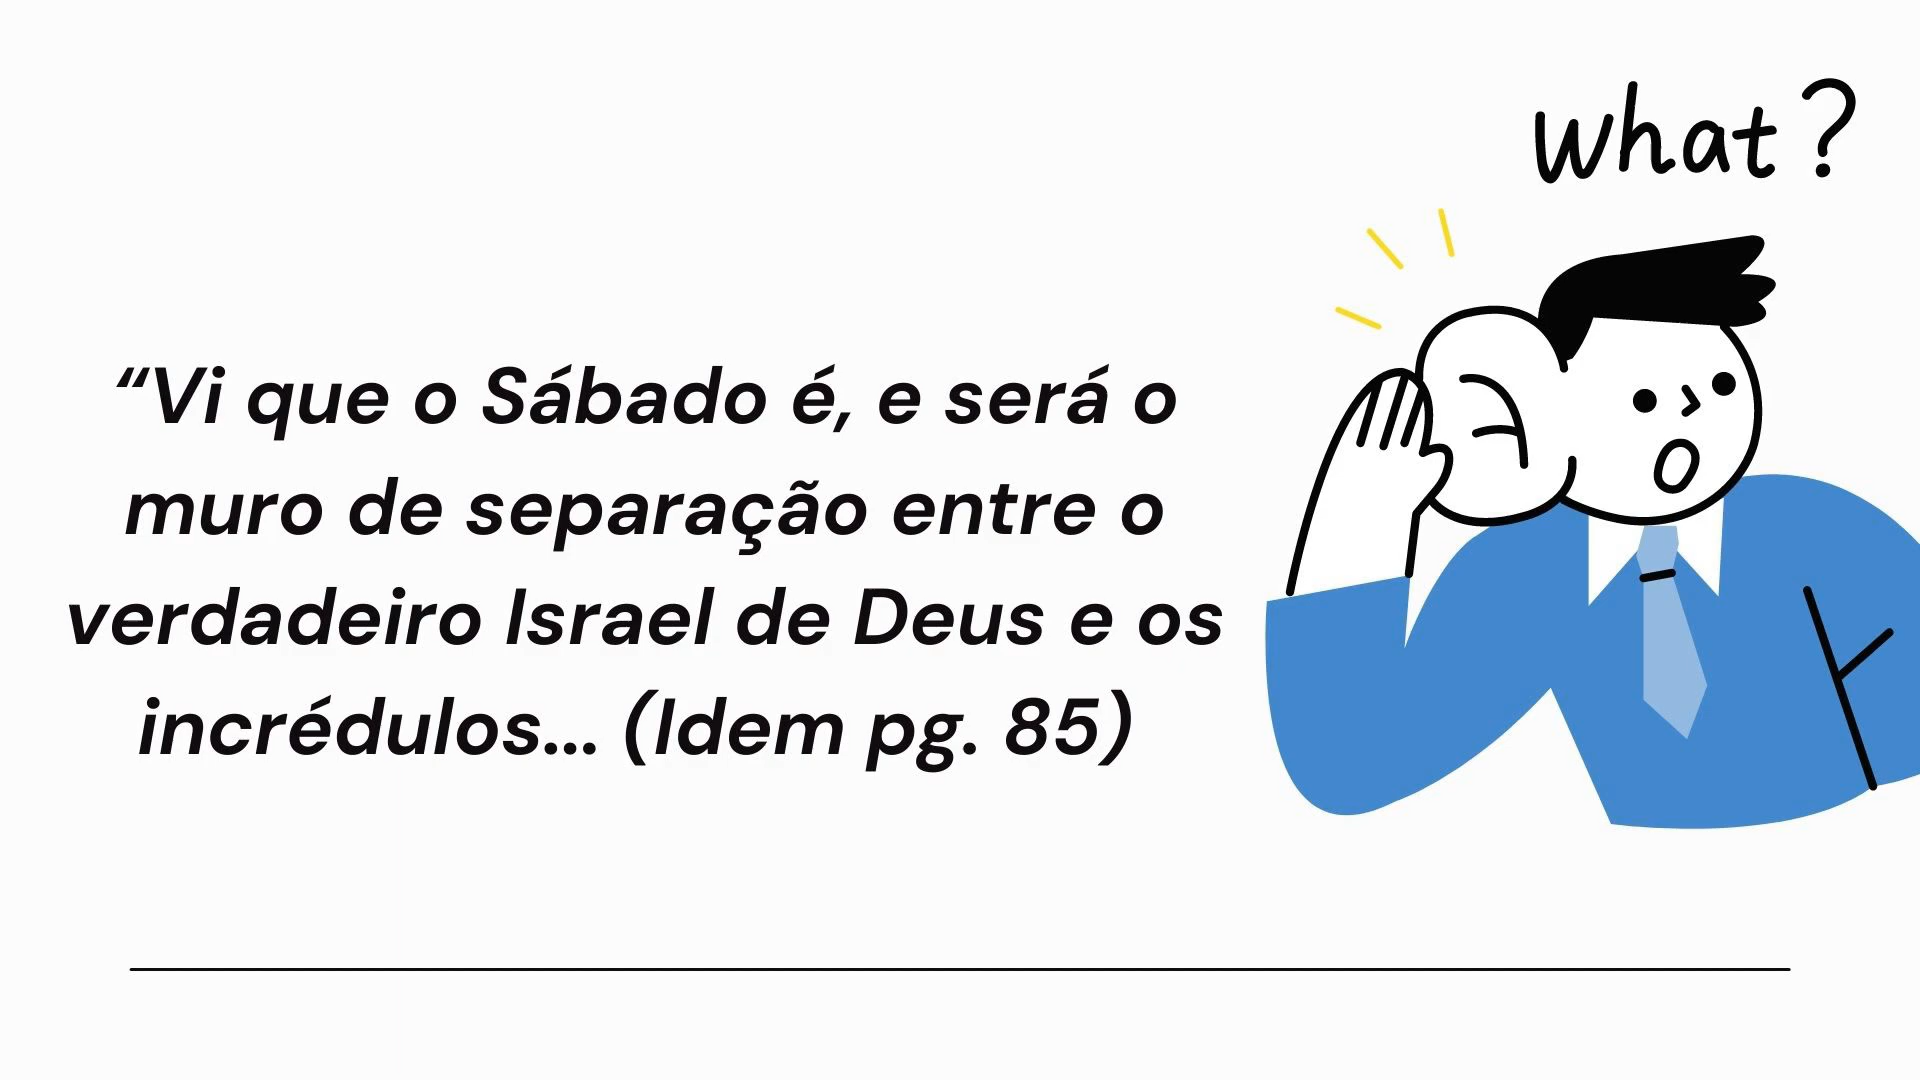 What?
“Vi que o Sábado é, e será o
muro de separação entre o
verdadeiro Israel de Deus e os
incrédulos... (Idem pg. 85)